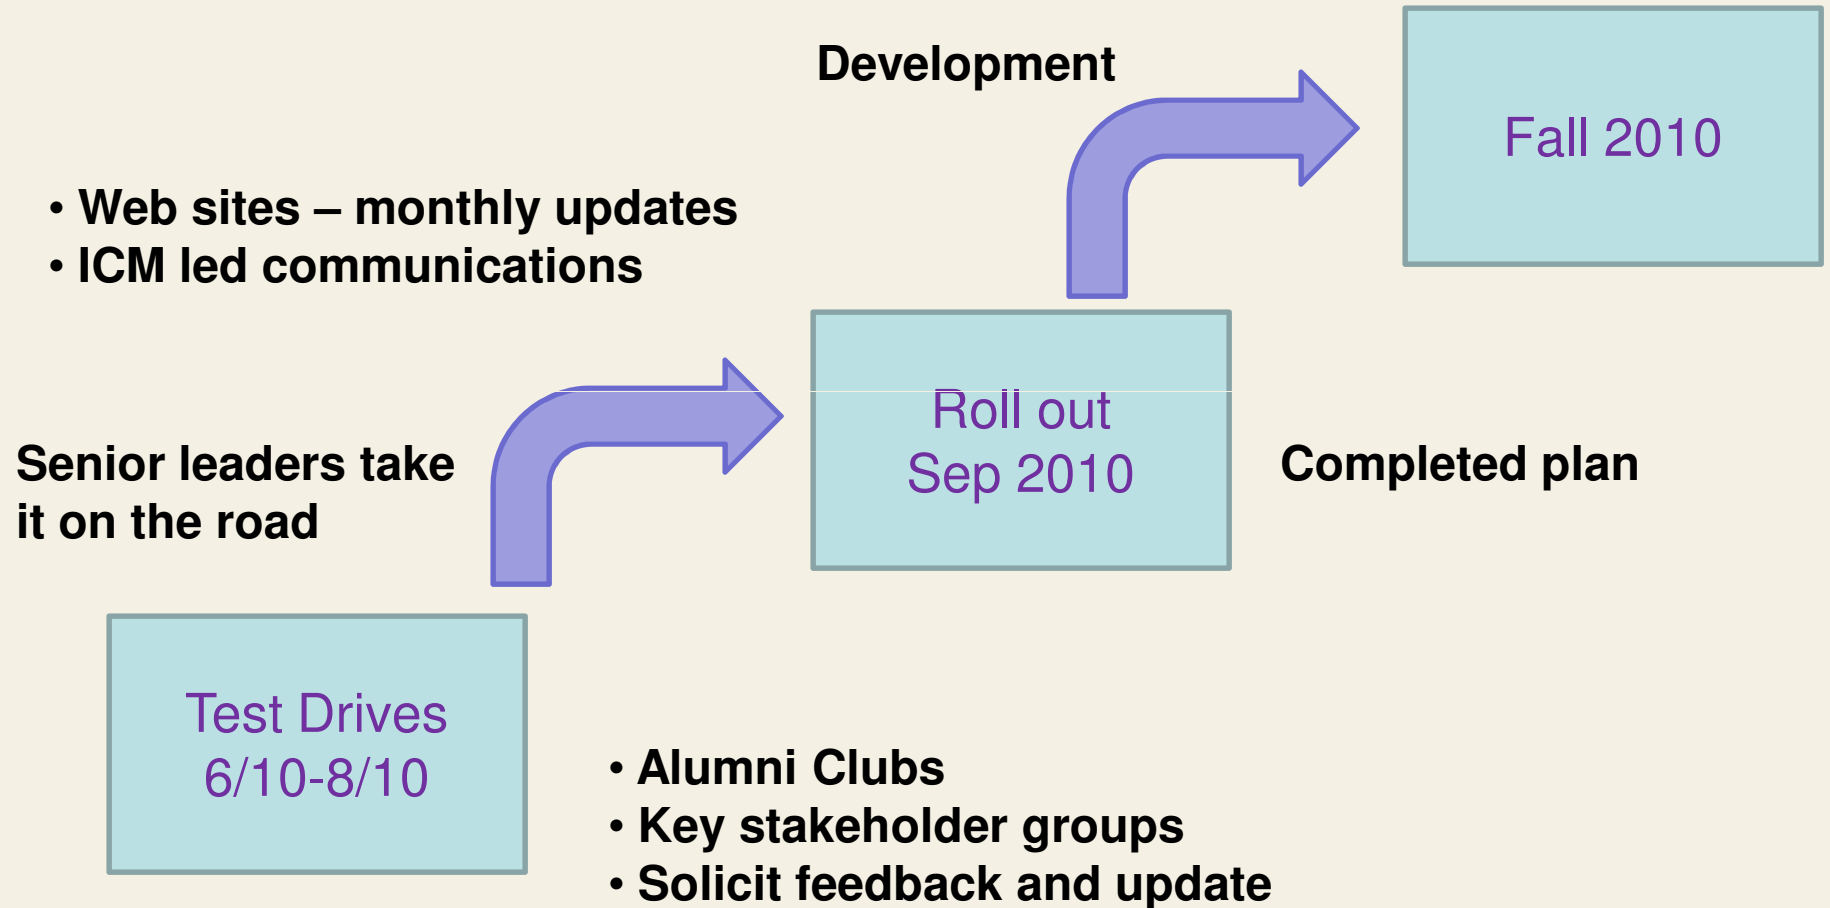 Development
Fall 2010
• Web sites – monthly updates
• ICM led communications
Roll out
Sep 2010
Completed plan
Senior leaders take
it on the road
Test Drives
6/10-8/10
• Alumni Clubs
• Key stakeholder groups
• Solicit feedback and update